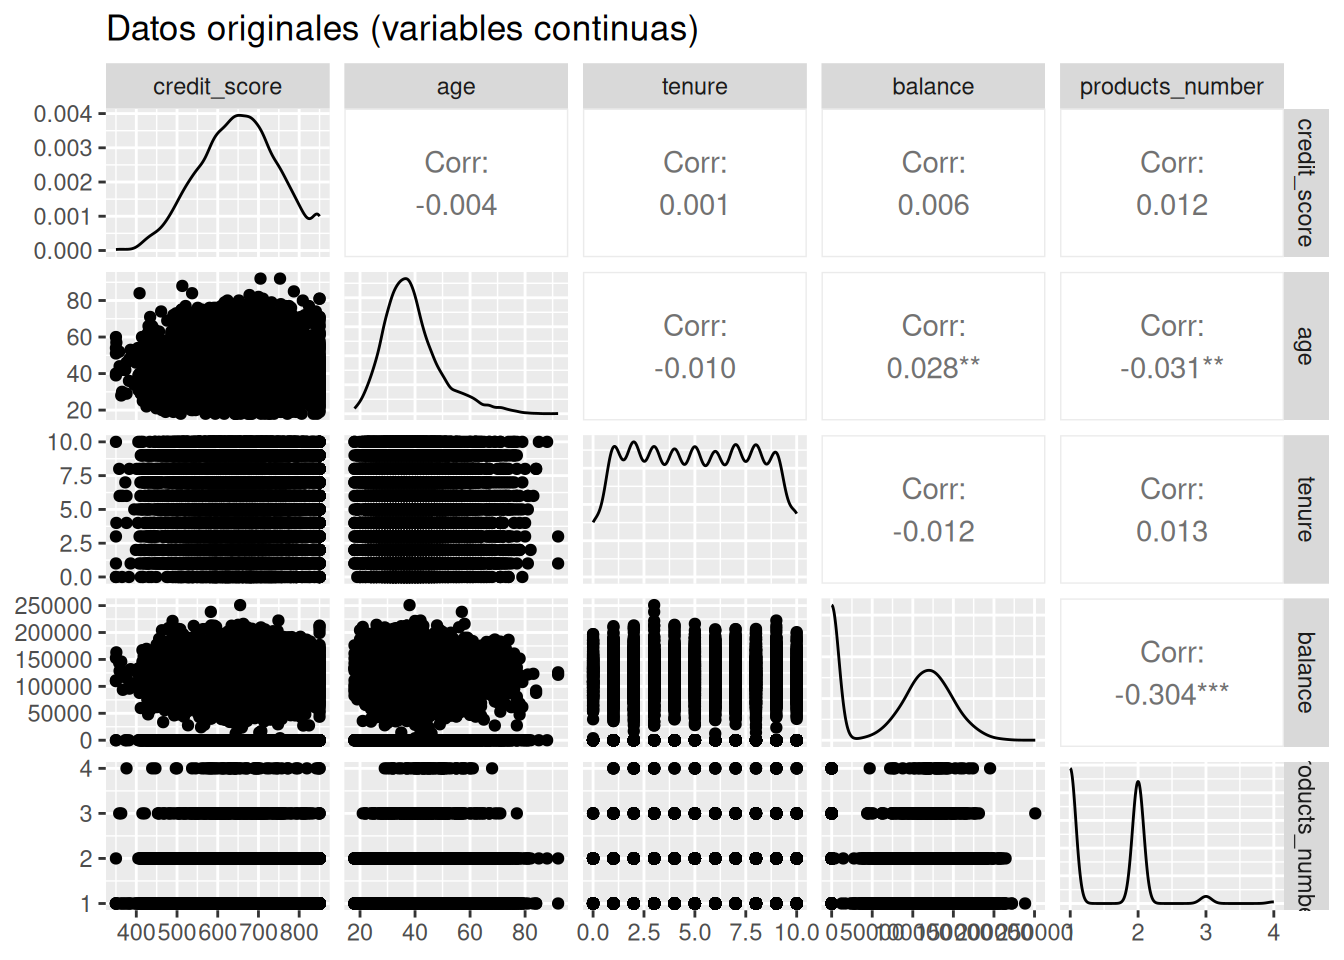 Datos originales (variables continuas)
credit_score age tenure balance products_number
0.004
0.003
0.002
0.001
0.000
Corr:
-0.004
Corr:
0.001
Corr:
0.006
Corr:
0.012
credit_score
80
60
40
20
Corr:
-0.010
Corr:
0.028**
Corr:
-0.031**
age
10.0
7.5
5.0
2.5
0.0
Corr:
-0.012
Corr:
0.013
tenure
250000
200000
150000
100000
50000
0
Corr:
-0.304***
balance
4
3
2
1
roducts_numbe
400 500 600 700 800
20 40 60 80
0.0 2.5 5.0 7.5 10.0
0 50000 100000 150000 200000 250000
1 2 3 4